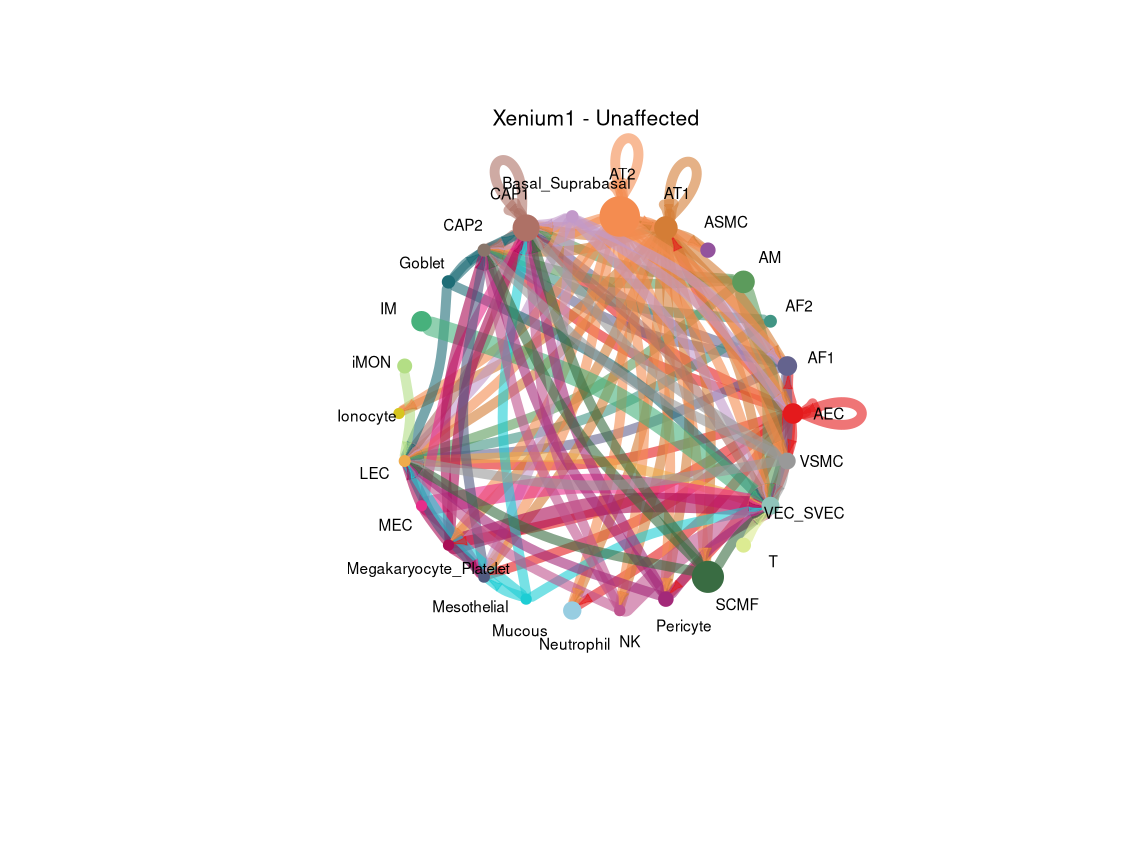 Xenium1 - Unaffected
AT2
Basal_Suprabasal
CAP1
AT1
CAP2
ASMC
Goblet
AM
IM
AF2
iMON
AF1
Ionocyte
AEC
LEC
VSMC
MEC
VEC_SVEC
Megakaryocyte_Platelet
T
Mesothelial
SCMF
Mucous
Pericyte
Neutrophil
NK